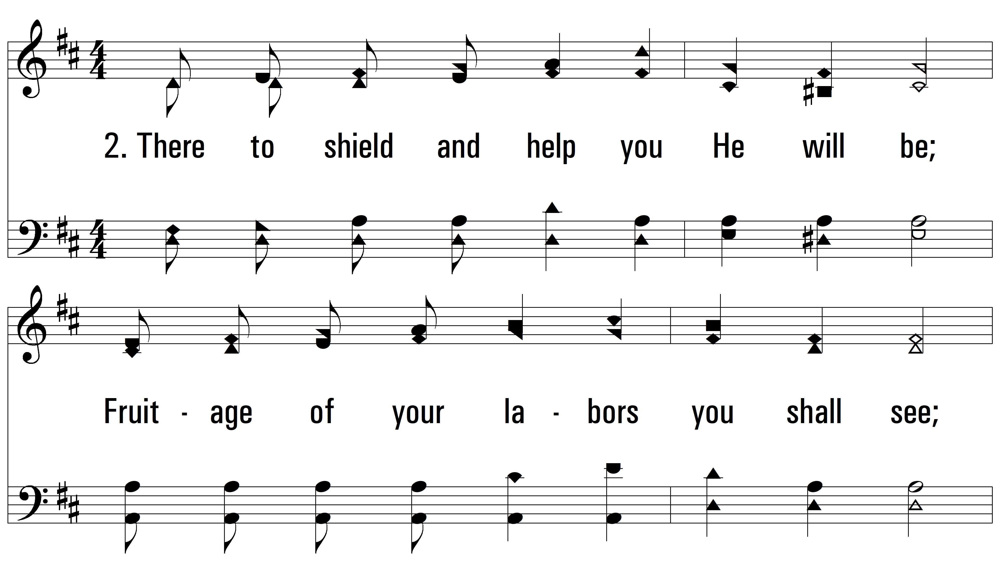 2. There to shield and help you He will be;
Fruit - age of your la - bors you shall see;